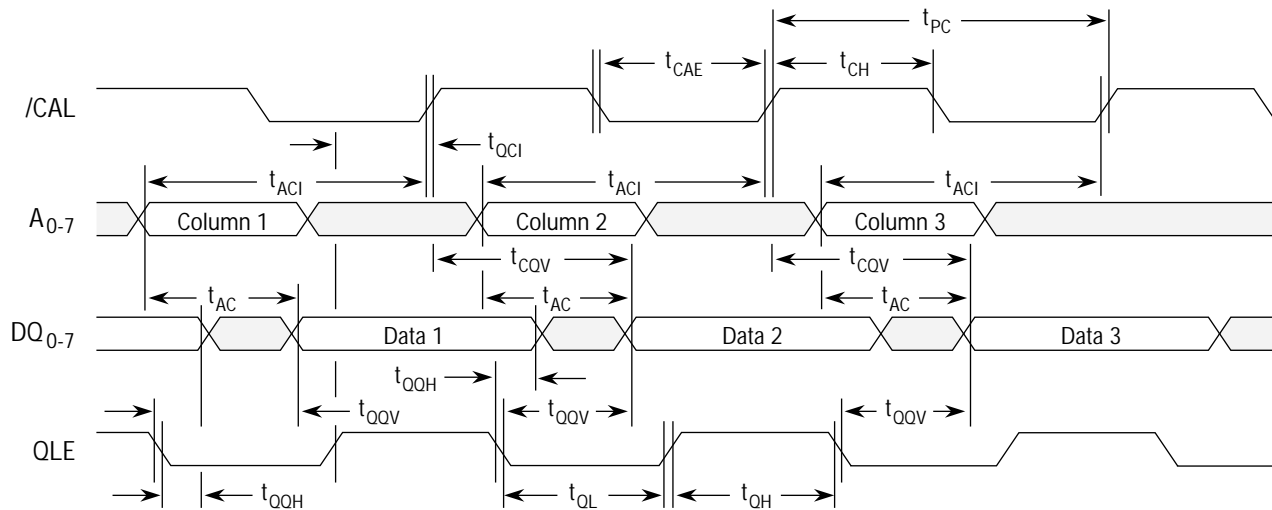 tPC
tCAE
tCH
/CAL
tQCI
tACI
tACI
tACI
A0-7
Column 1
Column 2
Column 3
tCQV
tCQV
tAC
tAC
tAC
DQ0-7
Data 1
Data 2
Data 3
tQQH
tQQV
tQQV
tQQV
QLE
tQQH
tQL
tQH